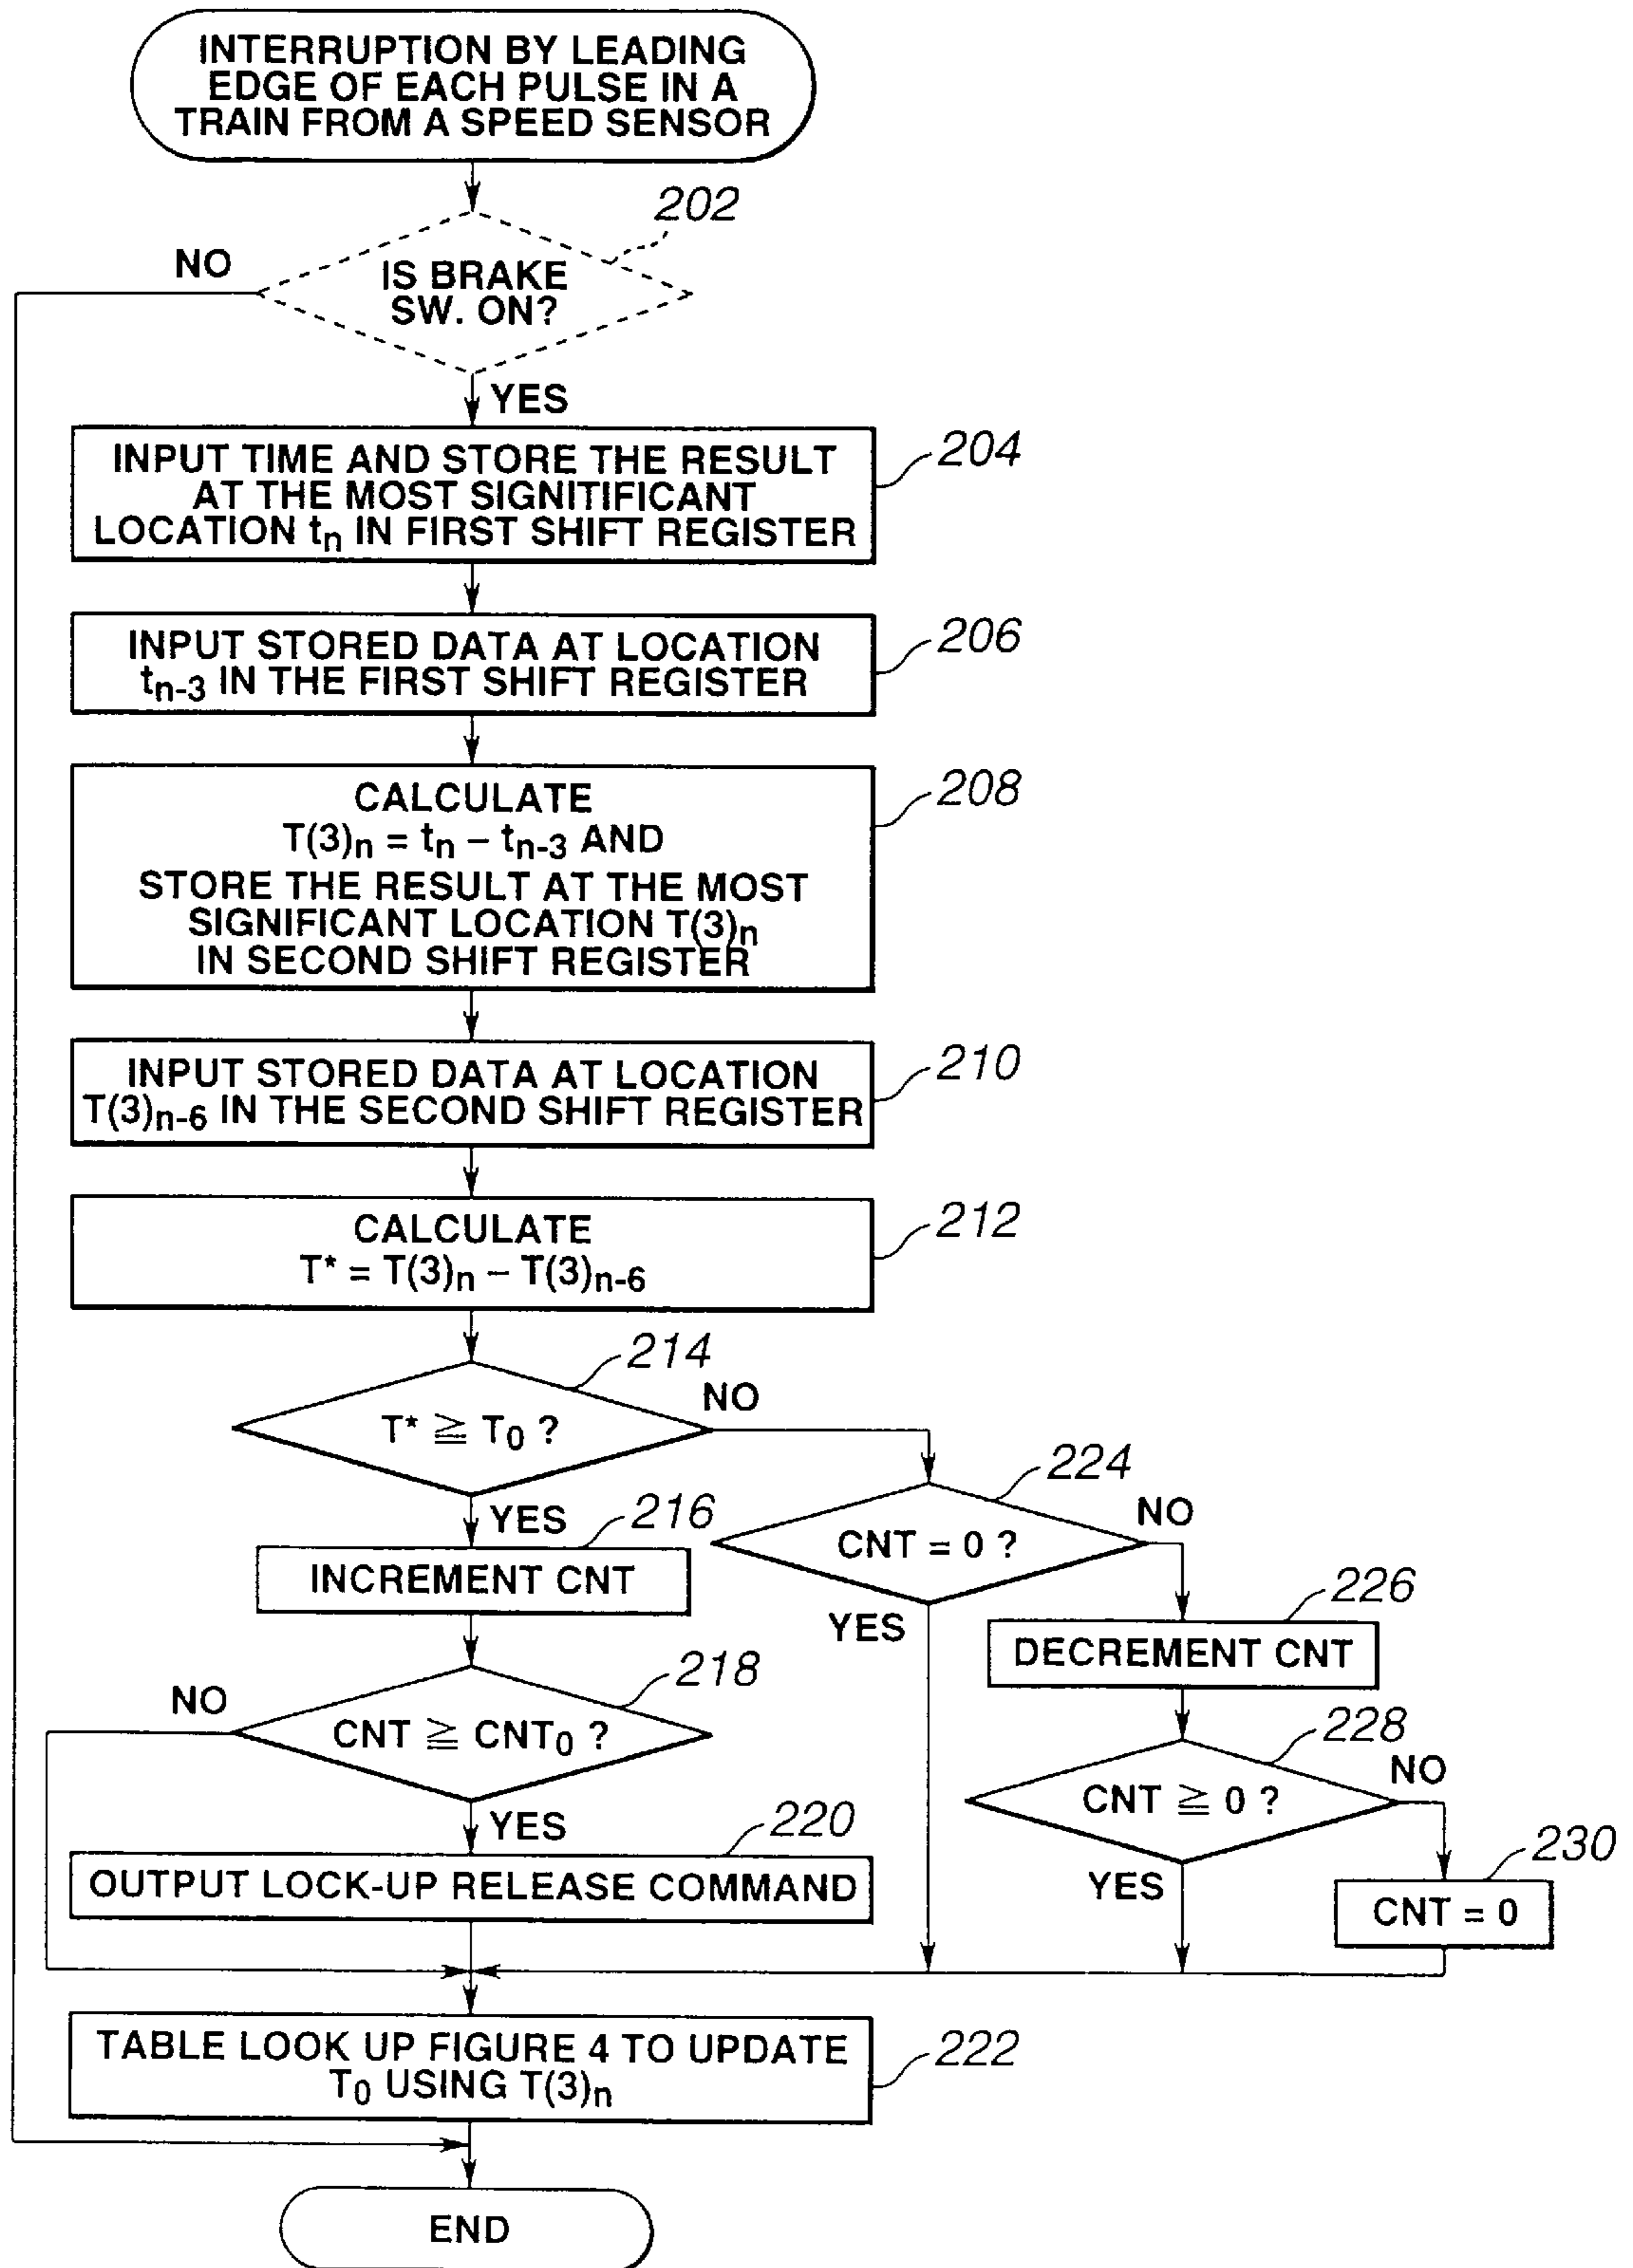 INTERRUPTION BY LEADING
EDGE OF EACH PULSE IN A
TRAIN FROM A SPEED SENSOR
202
NO
IS BRAKE
SW. ON?
YES
204
INPUT TIME AND STORE THE RESULT
AT THE MOST SIGNITIFICANT
LOCATION tn IN FIRST SHIFT REGISTER
206
INPUT STORED DATA AT LOCATION
tn-3 IN THE FIRST SHIFT REGISTER
208
CALCULATE
T(3)n = tn – tn-3 AND
STORE THE RESULT AT THE MOST
SIGNIFICANT LOCATION T(3)n
IN SECOND SHIFT REGISTER
210
INPUT STORED DATA AT LOCATION
T(3)n-6 IN THE SECOND SHIFT REGISTER
212
CALCULATE
T* = T(3)n – T(3)n-6
214
NO
T* ≧ T0 ?
YES
216
INCREMENT CNT
218
NO
CNT ≧ CNT0 ?
YES
220
OUTPUT LOCK-UP RELEASE COMMAND
224
NO
CNT = 0 ?
YES
226
DECREMENT CNT
228
NO
CNT ≧ 0 ?
YES
230
CNT = 0
222
TABLE LOOK UP FIGURE 4 TO UPDATE
T0 USING T(3)n
END